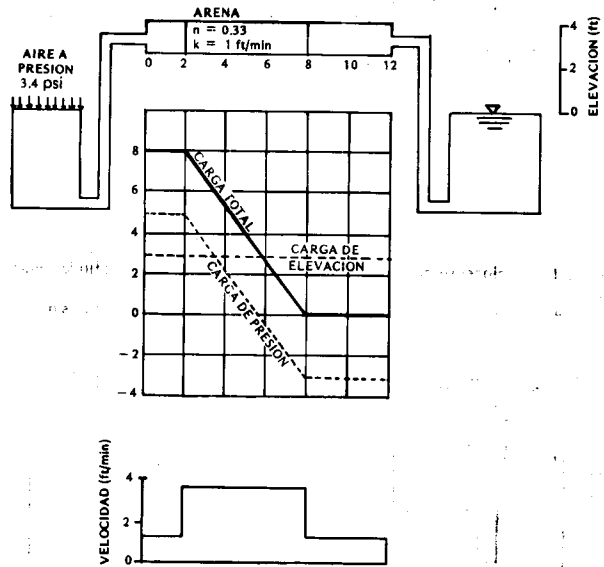 ARENA
n = 0.33
k = 1 ft/min
AIRE A
PRESION
3.4 psi
0 2 4 6 8 10 12
4
2
0
ELEVACION (ft)
8
6
4
2
0
−2
−4
CARGA TOTAL
CARGA DE
ELEVACION
CARGA DE PRESION
VELOCIDAD (ft/min)
4
2
0